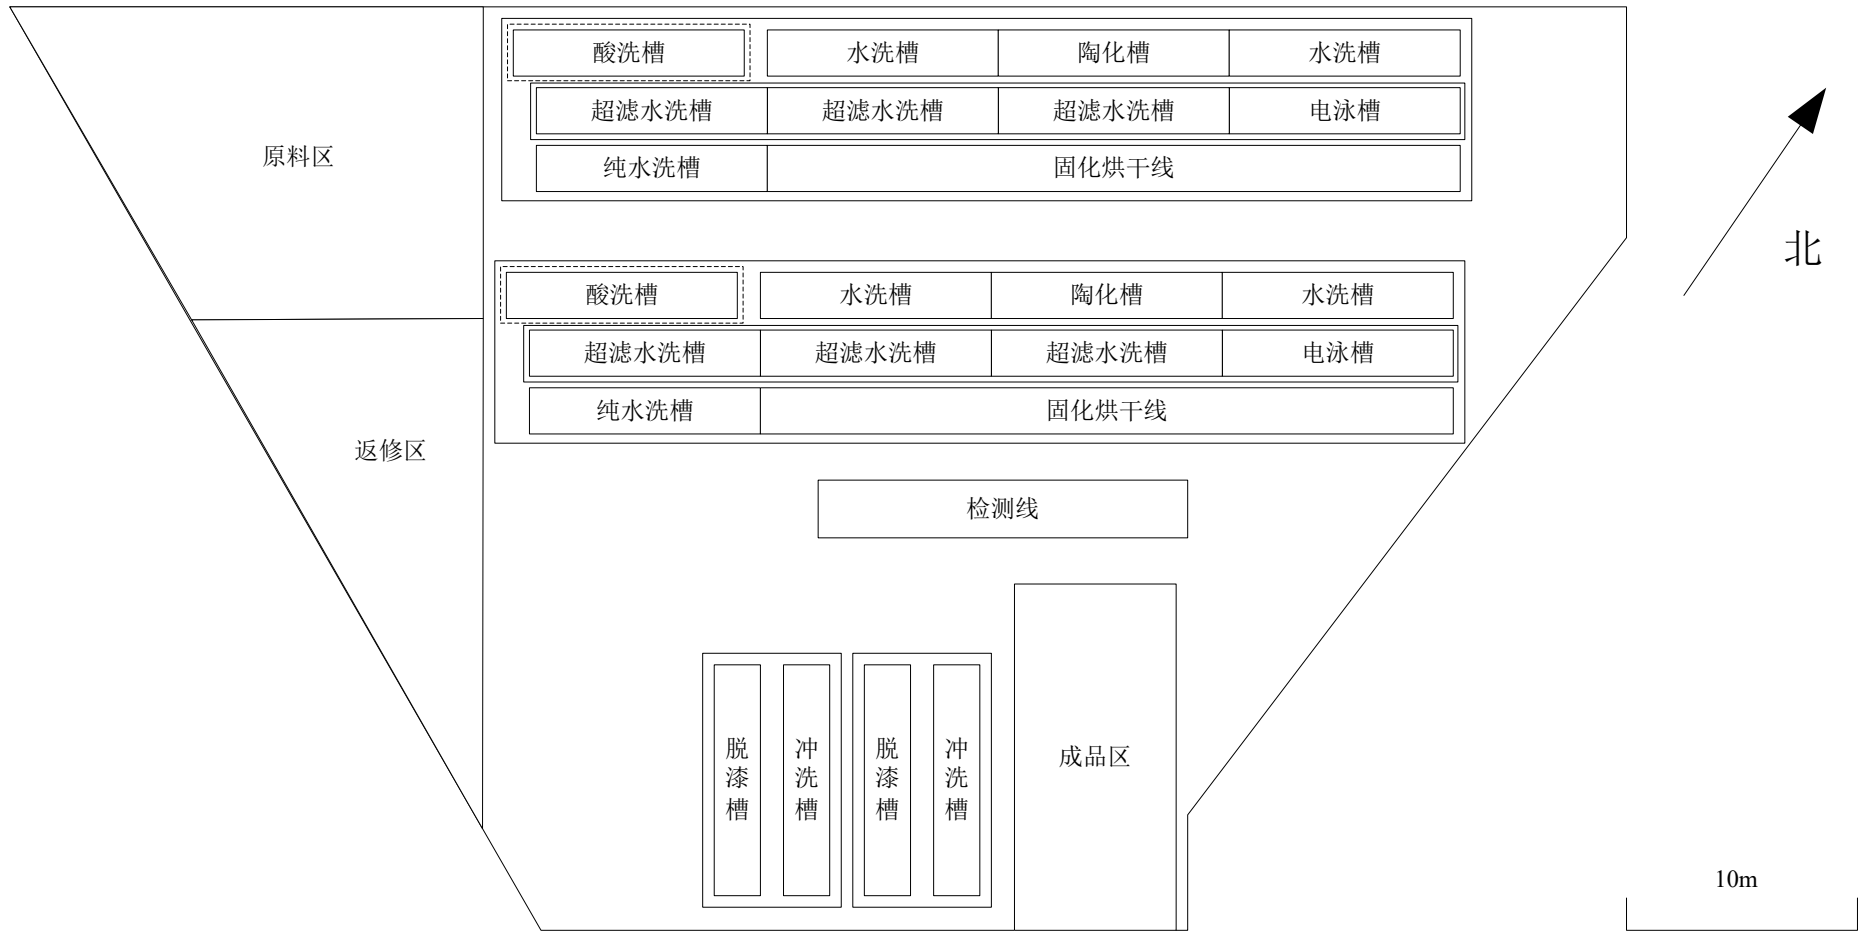 酸洗槽
水洗槽
陶化槽
水洗槽
超滤水洗槽
超滤水洗槽
超滤水洗槽
电泳槽
纯水洗槽
固化烘干线
原料区
北
酸洗槽
水洗槽
陶化槽
水洗槽
超滤水洗槽
超滤水洗槽
超滤水洗槽
电泳槽
纯水洗槽
固化烘干线
返修区
检测线
脱漆槽
冲洗槽
脱漆槽
冲洗槽
成品区
10m